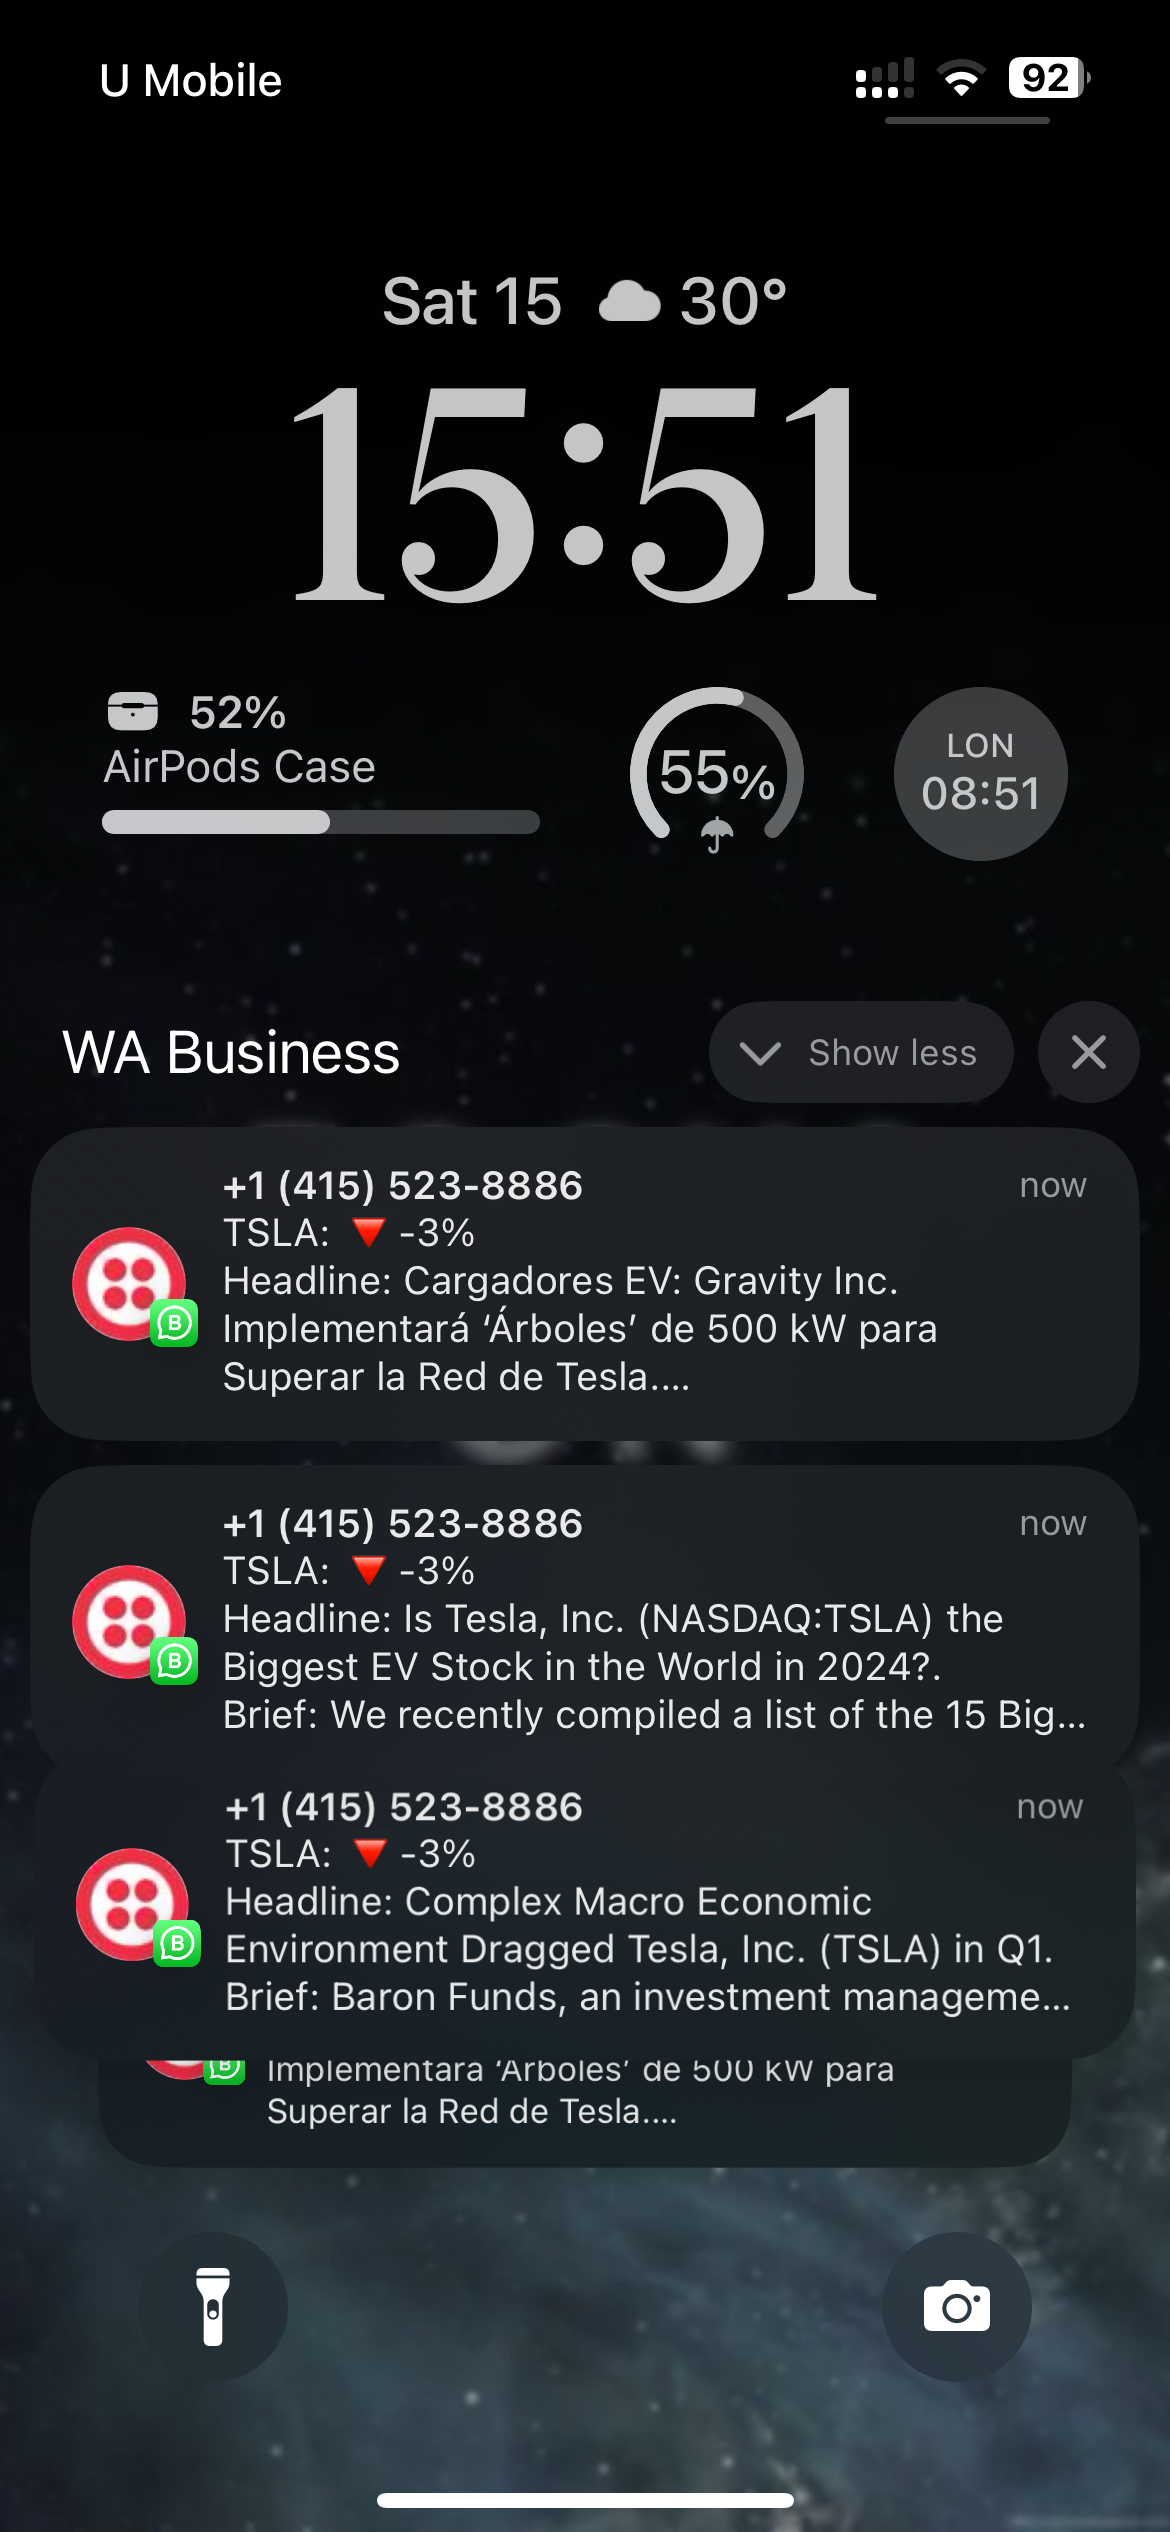 U Mobile
92
Sat 15 30°
15:51
52%
AirPods Case
55%
LON
08:51
WA Business
Show less
+1 (415) 523-8886 now
TSLA: 🔻 -3%
Headline: Cargadores EV: Gravity Inc.
Implementará ‘Árboles’ de 500 kW para
Superar la Red de Tesla....
+1 (415) 523-8886 now
TSLA: 🔻 -3%
Headline: Is Tesla, Inc. (NASDAQ:TSLA) the
Biggest EV Stock in the World in 2024?.
Brief: We recently compiled a list of the 15 Big...
+1 (415) 523-8886 now
TSLA: 🔻 -3%
Headline: Complex Macro Economic
Environment Dragged Tesla, Inc. (TSLA) in Q1.
Brief: Baron Funds, an investment manageme...
Implementará ‘Árboles’ de 500 kW para
Superar la Red de Tesla....